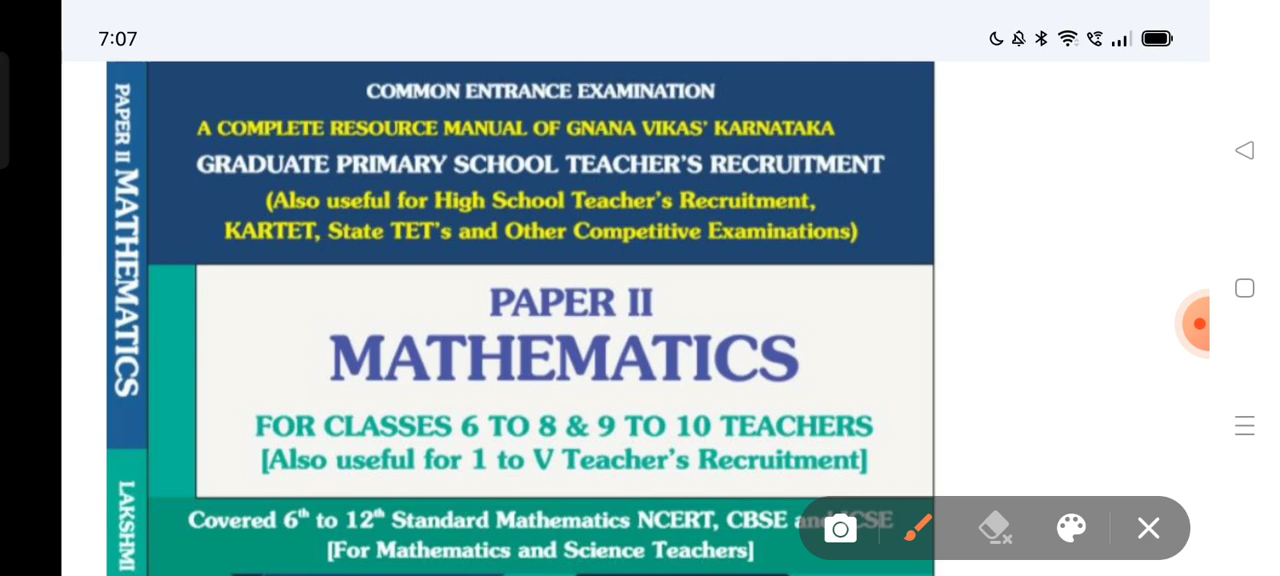 7:07
COMMON ENTRANCE EXAMINATION
A COMPLETE RESOURCE MANUAL OF GNANA VIKAS' KARNATAKA
GRADUATE PRIMARY SCHOOL TEACHER'S RECRUITMENT
(Also useful for High School Teacher's Recruitment,
KARTET, State TET's and Other Competitive Examinations)
PAPER II MATHEMATICS
PAPER II
MATHEMATICS
FOR CLASSES 6 TO 8 & 9 TO 10 TEACHERS
[Also useful for 1 to V Teacher's Recruitment]
LAKSHMI
Covered 6th to 12th Standard Mathematics NCERT, CBSE and ICSE
[For Mathematics and Science Teachers]